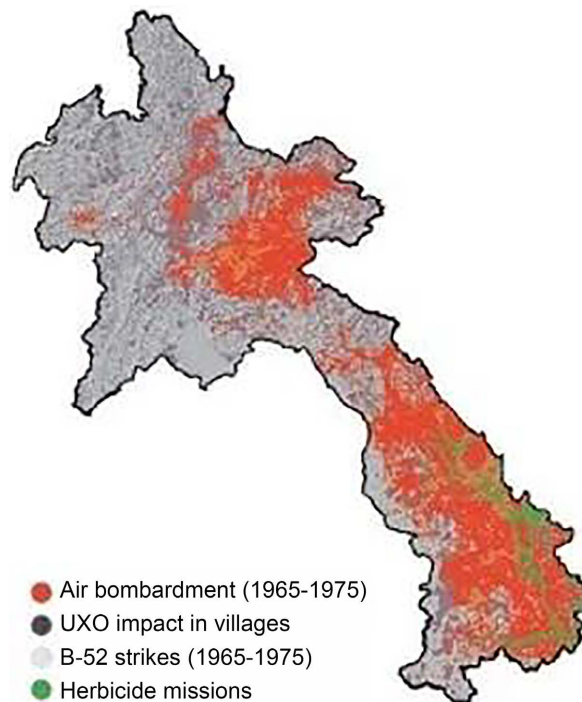 Air bombardment (1965-1975)
UXO impact in villages
B-52 strikes (1965-1975)
Herbicide missions